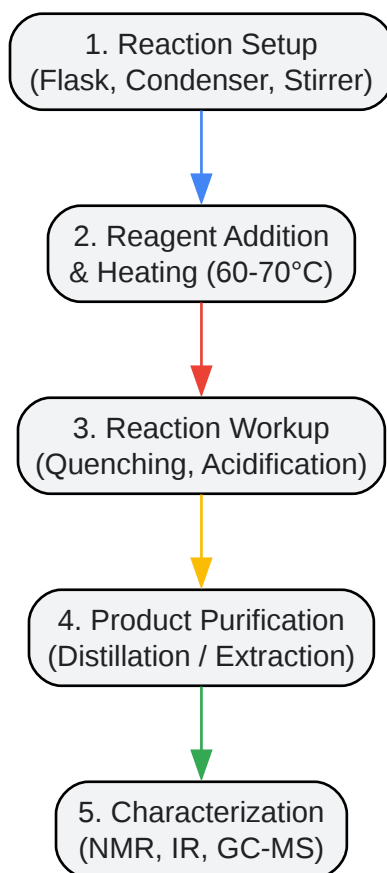 1. Reaction Setup
(Flask, Condenser, Stirrer)
2. Reagent Addition
& Heating (60-70°C)
3. Reaction Workup
(Quenching, Acidification)
4. Product Purification
(Distillation / Extraction)
5. Characterization
(NMR, IR, GC-MS)